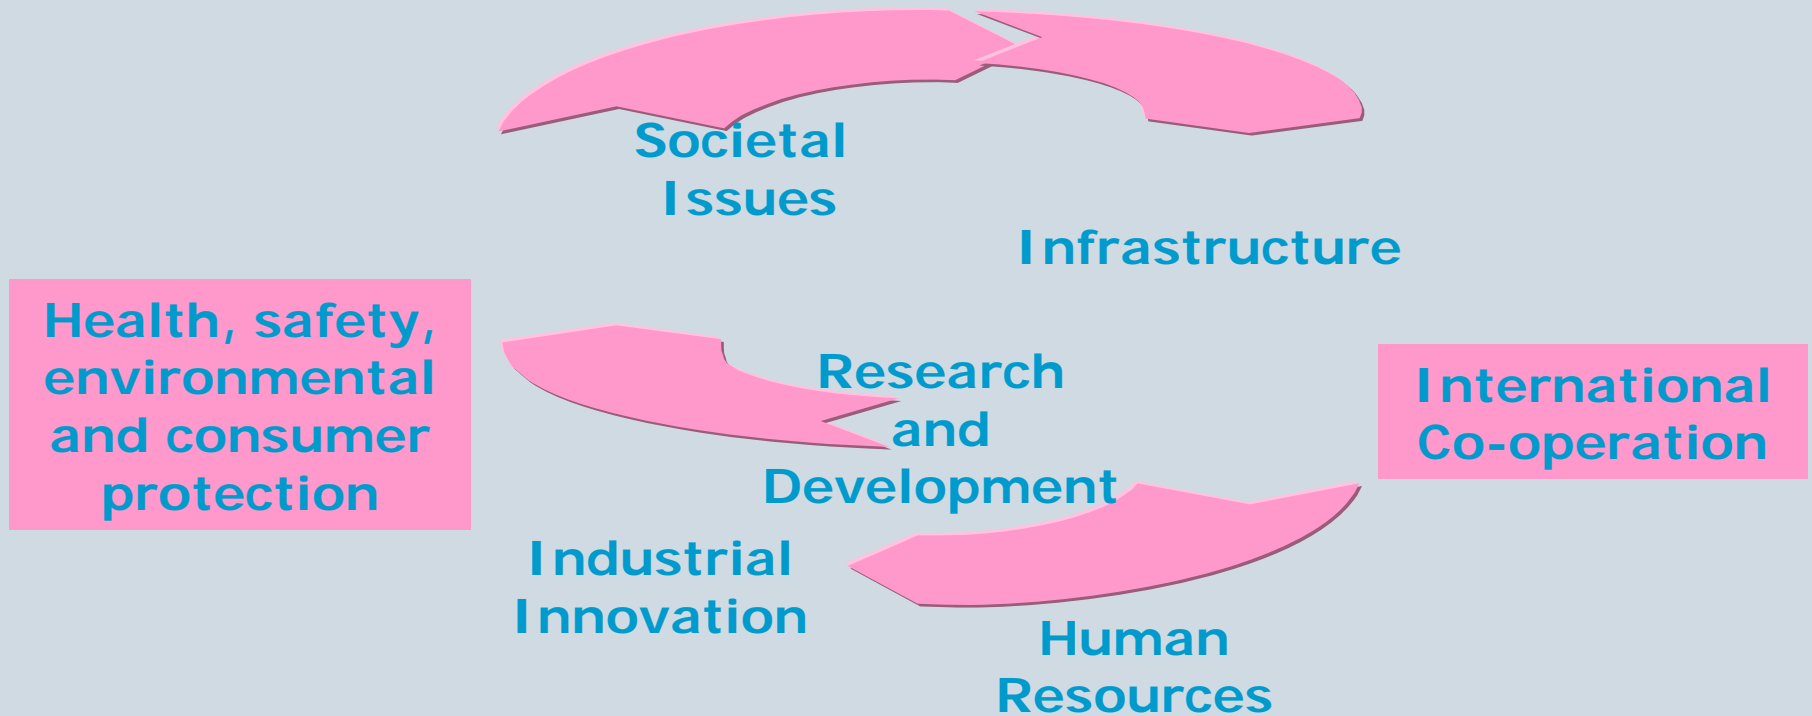 Societal
Issues
Infrastructure
Health, safety,
environmental
and consumer
protection
Research
and
Development
International
Co-operation
Industrial
Innovation
Human
Resources